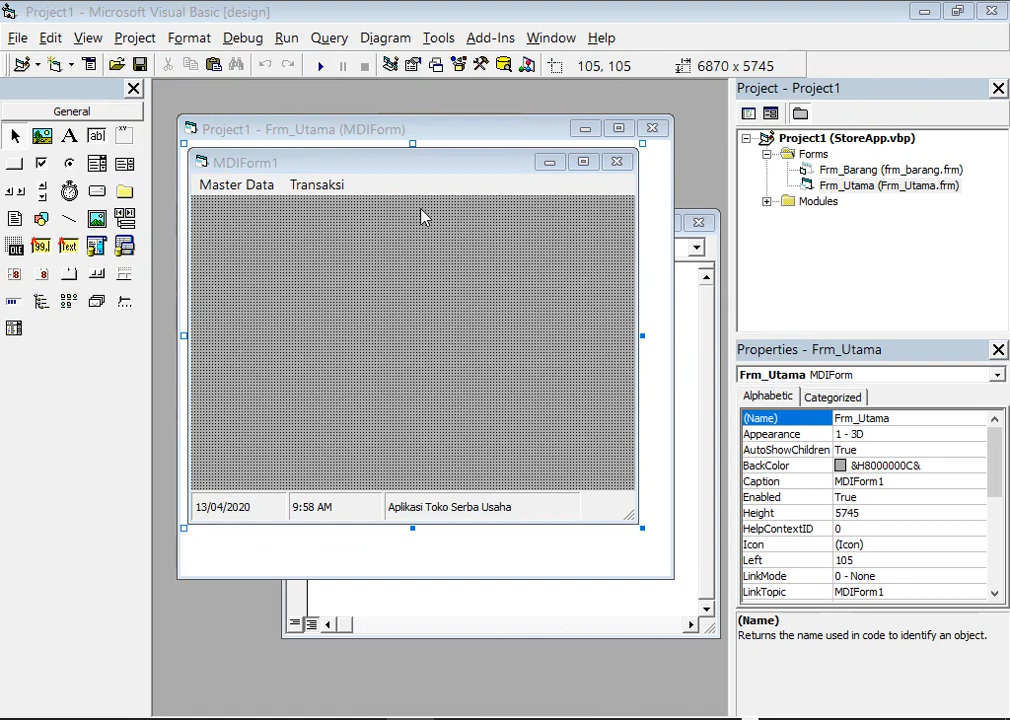 Project1 - Microsoft Visual Basic [design]
File Edit View Project Format Debug Run Query Diagram Tools Add-Ins Window Help
105, 105 6870 x 5745
General
Project1 - Frm_Utama (MDIForm)
MDIForm1
Master Data Transaksi
13/04/2020 9:58 AM Aplikasi Toko Serba Usaha
Project - Project1
Project1 (StoreApp.vbp)
Forms
Frm_Barang (frm_barang.frm)
Frm_Utama (Frm_Utama.frm)
Modules
Properties - Frm_Utama
Frm_Utama MDIForm
Alphabetic Categorized
(Name) Frm_Utama
Appearance 1 - 3D
AutoShowChildren True
BackColor &H8000000C&
Caption MDIForm1
Enabled True
Height 5745
HelpContextID 0
Icon (Icon)
Left 105
LinkMode 0 - None
LinkTopic MDIForm1
(Name)
Returns the name used in code to identify an object.